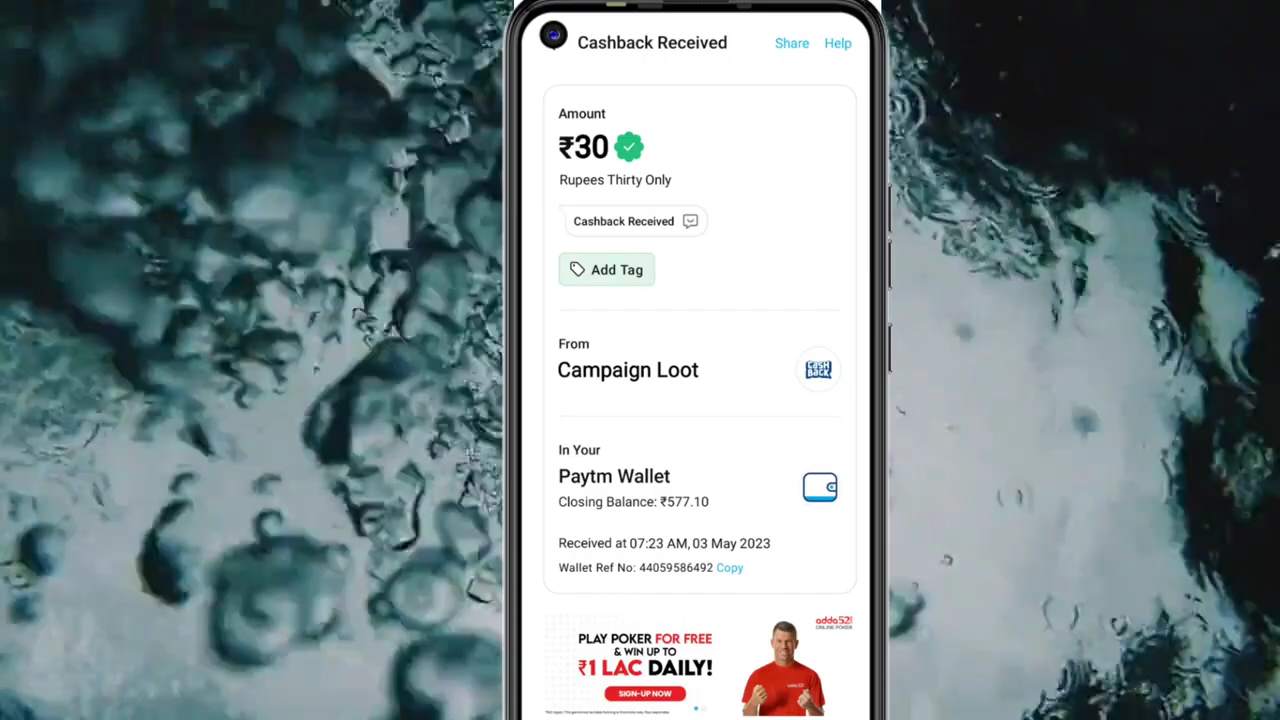 Cashback Received
Share
Help
Amount
₹30
Rupees Thirty Only
Cashback Received
Add Tag
From
Campaign Loot
CASH
BACK
In Your
Paytm Wallet
Closing Balance: ₹577.10
Received at 07:23 AM, 03 May 2023
Wallet Ref No: 44059586492 Copy
adda52!
ONLINE POKER
PLAY POKER FOR FREE
& WIN UP TO
₹1 LAC DAILY!
SIGN-UP NOW